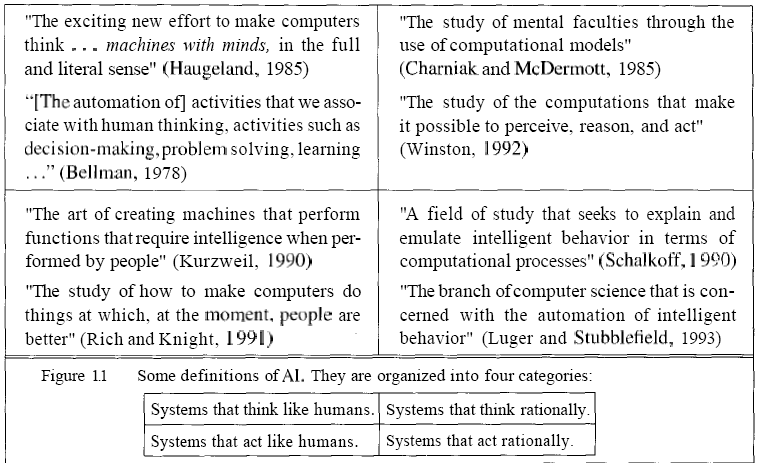 "The exciting new effort to make computers
think ... machines with minds, in the full
and literal sense" (Haugeland, 1985)
"[The automation of] activities that we asso-
ciate with human thinking, activities such as
decision-making, problem solving, learning
..." (Bellman, 1978)
"The study of mental faculties through the
use of computational models"
(Charniak and McDermott, 1985)
"The study of the computations that make
it possible to perceive, reason, and act"
(Winston, 1992)
"The art of creating machines that perform
functions that require intelligence when per-
formed by people" (Kurzweil, 1990)
"The study of how to make computers do
things at which, at the moment, people are
better" (Rich and Knight, 1991)
"A field of study that seeks to explain and
emulate intelligent behavior in terms of
computational processes" (Schalkoff, 1990)
"The branch of computer science that is con-
cerned with the automation of intelligent
behavior" (Luger and Stubblefield, 1993)
Figure 1.1 Some definitions of AI. They are organized into four categories:
Systems that think like humans. Systems that think rationally.
Systems that act like humans. Systems that act rationally.